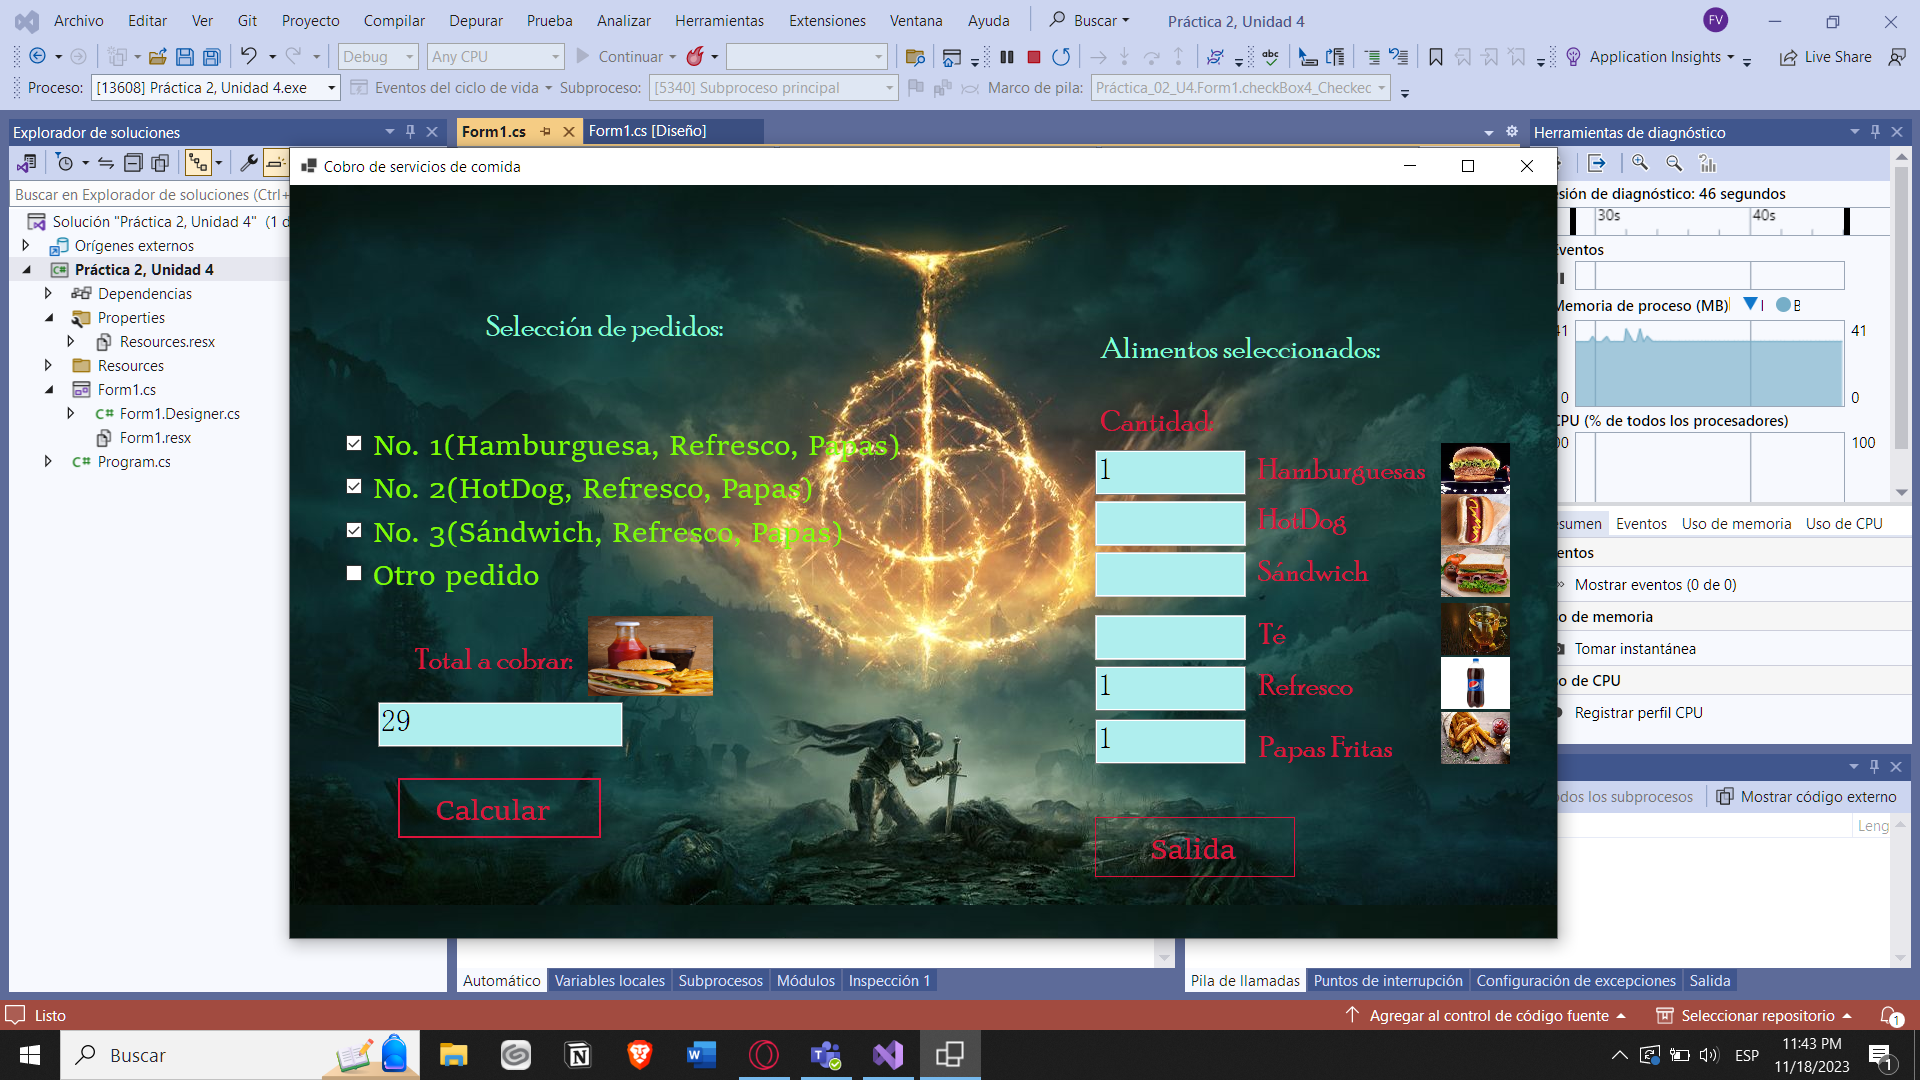 Archivo Editar Ver Git Proyecto Compilar Depurar Prueba Analizar Herramientas Extensiones Ventana Ayuda Buscar Práctica 2, Unidad 4 FV
Debug Any CPU Continuar abc Application Insights Live Share
Proceso: [13608] Práctica 2, Unidad 4.exe Eventos del ciclo de vida Subproceso: [5340] Subproceso principal Marco de pila: Práctica_02_U4.Form1.checkBox4_Checkec
Explorador de soluciones
Buscar en Explorador de soluciones (Ctrl+
Solución "Práctica 2, Unidad 4" (1 d
Orígenes externos
Práctica 2, Unidad 4
Dependencias
Properties
Resources.resx
Resources
Form1.cs
Form1.Designer.cs
Form1.resx
Program.cs
Form1.cs Form1.cs [Diseño]
Cobro de servicios de comida
Selección de pedidos:
No. 1(Hamburguesa, Refresco, Papas)
No. 2(HotDog, Refresco, Papas)
No. 3(Sándwich, Refresco, Papas)
Otro pedido
Total a cobrar:
29
Calcular
Alimentos seleccionados:
Cantidad:
1 Hamburguesas
HotDog
Sándwich
Té
1 Refresco
1 Papas Fritas
Salida
Herramientas de diagnóstico
esión de diagnóstico: 46 segundos
30s 40s
Eventos
Memoria de proceso (MB) I B
41 41
0 0
CPU (% de todos los procesadores)
00 100
esumen Eventos Uso de memoria Uso de CPU
entos
Mostrar eventos (0 de 0)
so de memoria
Tomar instantánea
so de CPU
Registrar perfil CPU
odos los subprocesos Mostrar código externo
Leng
Automático Variables locales Subprocesos Módulos Inspección 1
Pila de llamadas Puntos de interrupción Configuración de excepciones Salida
Listo Agregar al control de código fuente Seleccionar repositorio 1
Buscar
ESP
11:43 PM
11/18/2023
1